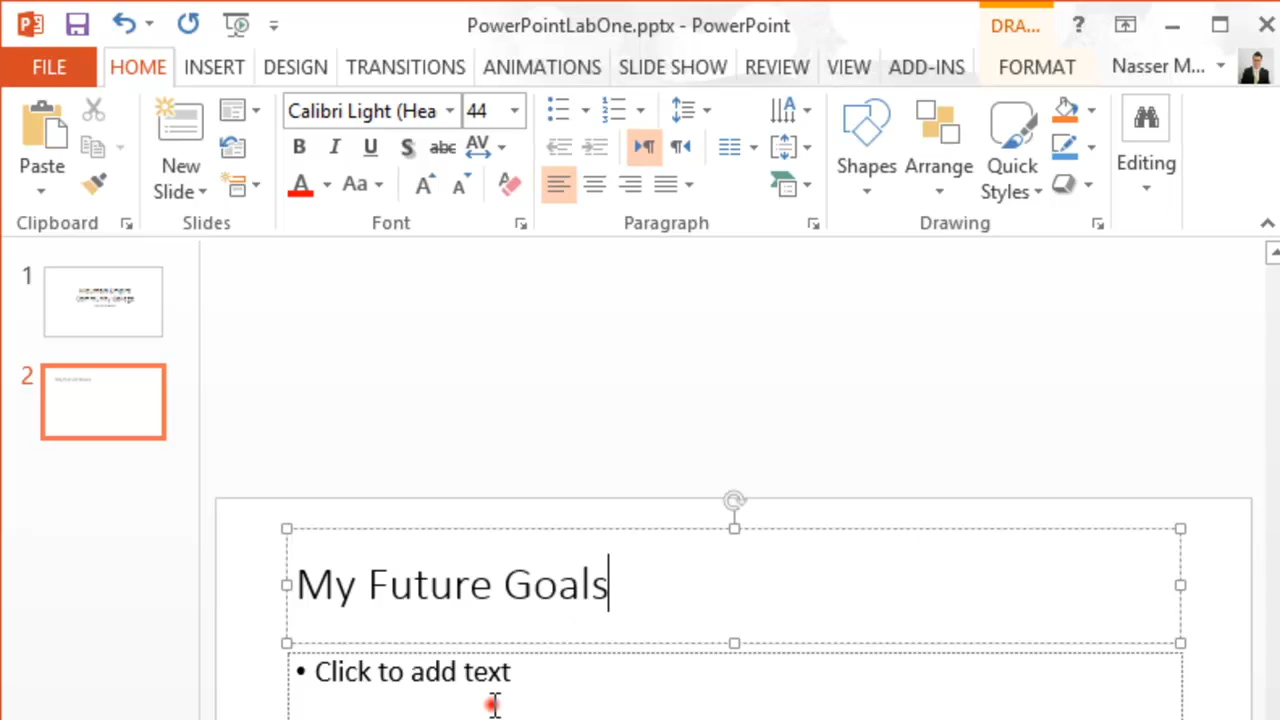 PowerPointLabOne.pptx - PowerPoint
DRA... ?
FILE HOME INSERT DESIGN TRANSITIONS ANIMATIONS SLIDE SHOW REVIEW VIEW ADD-INS FORMAT Nasser M...
Calibri Light (Hea 44
Paste New Slide Shapes Arrange Quick Styles Editing
B I U S abc AV
A Aa A A
Clipboard Slides Font Paragraph Drawing
1
2
My Future Goals
• Click to add text